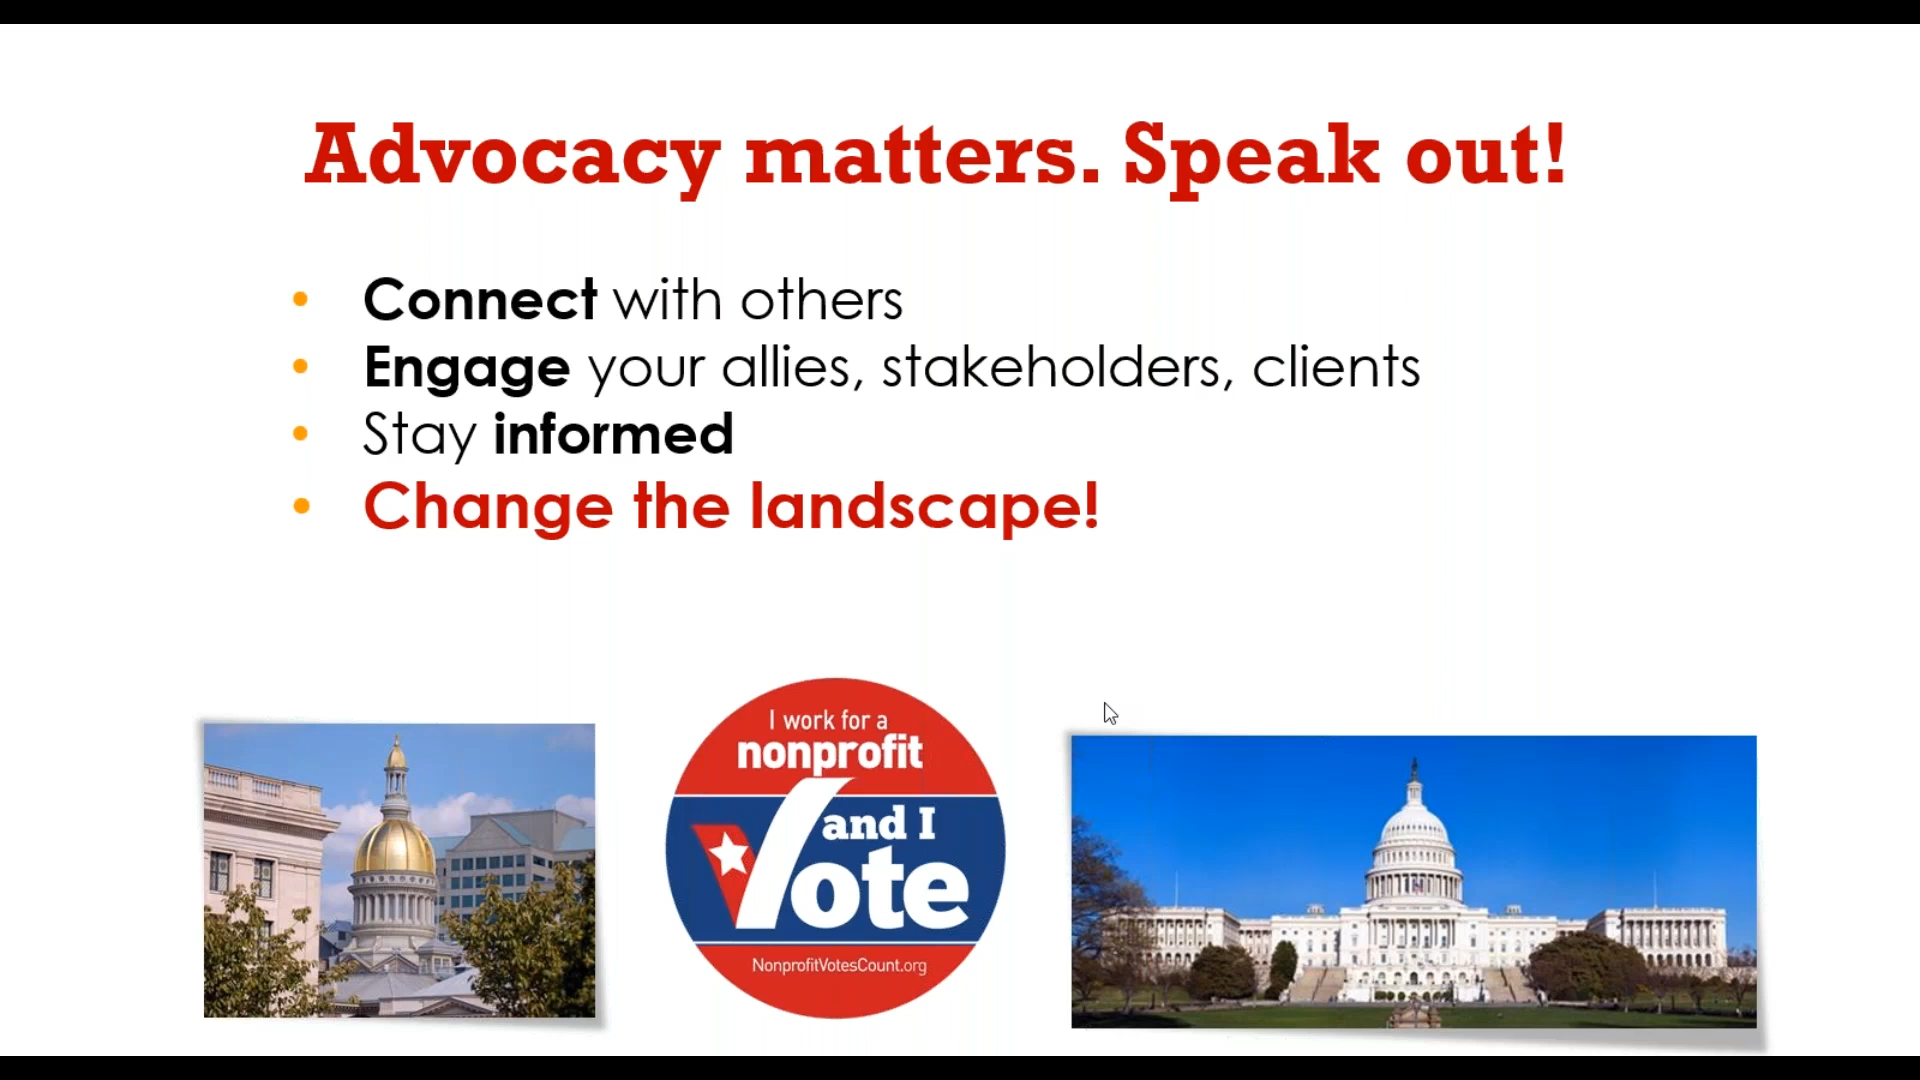 Advocacy matters. Speak out!
• Connect with others
• Engage your allies, stakeholders, clients
• Stay informed
• Change the landscape!
I work for a
nonprofit
and I
Vote
NonprofitVotesCount.org